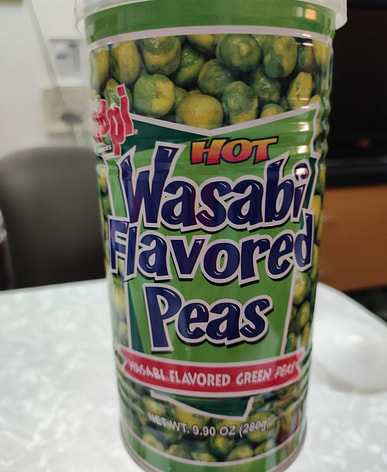 HOT
Wasabi
Flavored
Peas
WASABI FLAVORED GREEN PEAS
NET WT. 9.90 OZ (280g)